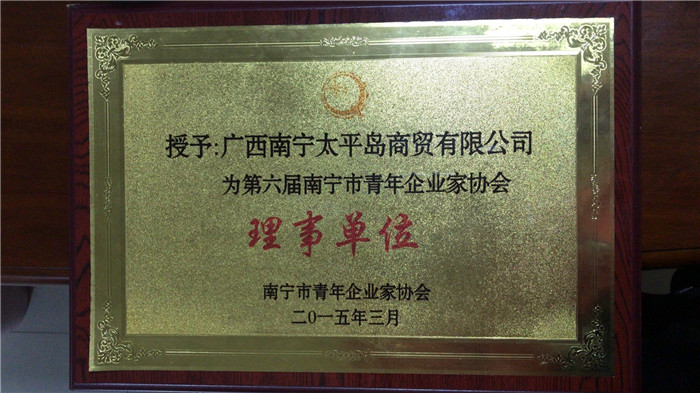 授予:广西南宁太平岛商贸有限公司
为第六届南宁市青年企业家协会
理事单位
南宁市青年企业家协会
二0一五年三月